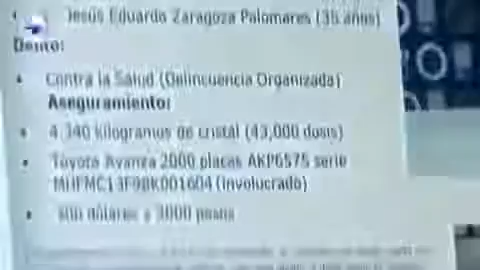 Jesús Eduardo Zaragoza Palomares (35 años)
Delito:
Contra la Salud (Delincuencia Organizada)
Aseguramiento:
4.340 kilogramos de cristal (43,000 dosis)
Toyota Avanza 2000 placas AKP6575 serie
(involucrado)
dólares y 3000 pesos